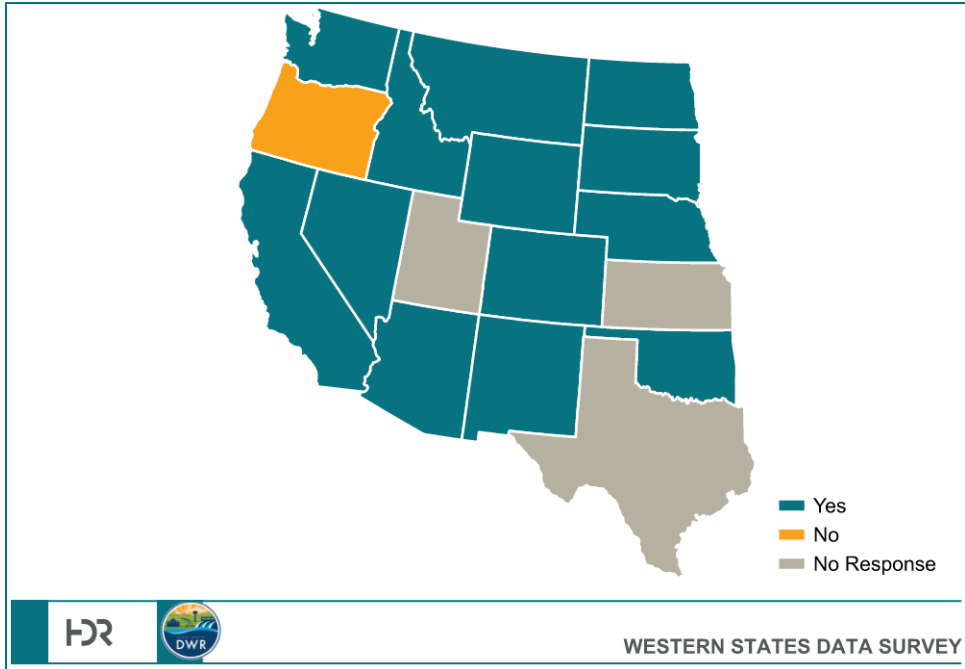 Yes
No
No Response
HDR
DWR
WESTERN STATES DATA SURVEY